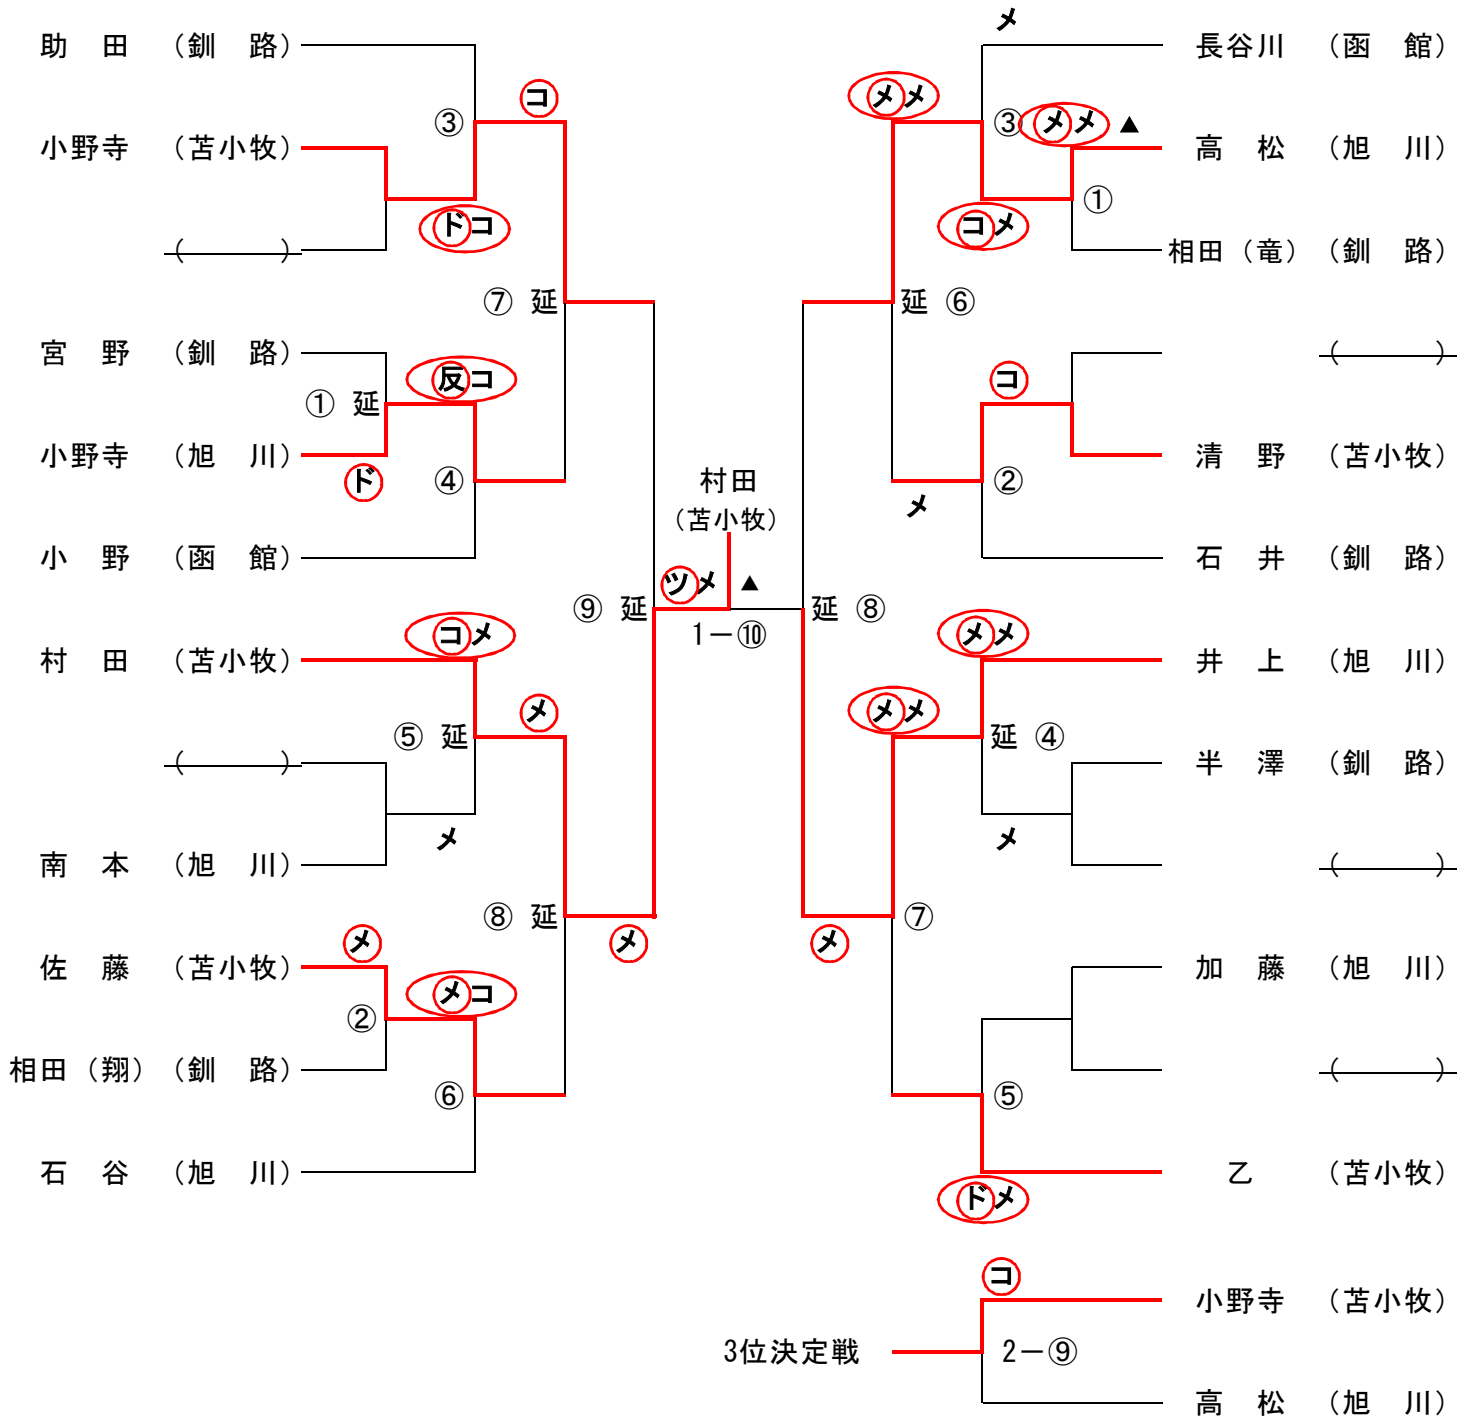 助　田　（釧　路）
③
コ
小野寺　（苫小牧）
ドコ
（　　　）
⑦ 延
宮　野　（釧　路）
① 延
反コ
小野寺　（旭　川）
ド
④
小　野　（函　館）
⑨ 延
村　田　（苫小牧）
コメ
⑤ 延
メ
（　　　）
メ
南　本　（旭　川）
⑧ 延
メ
佐　藤　（苫小牧）
メ
②
メコ
相田（翔）（釧　路）
⑥
石　谷　（旭　川）
村田
（苫小牧）
ツメ ▲
1－⑩
メ
長谷川　（函　館）
メメ
③
メメ ▲
高　松　（旭　川）
コメ
①
相田（竜）（釧　路）
延 ⑥
（　　　）
コ
清　野　（苫小牧）
②
メ
石　井　（釧　路）
延 ⑧
メメ
井　上　（旭　川）
メメ
延 ④
半　澤　（釧　路）
メ
（　　　）
⑦
メ
加　藤　（旭　川）
（　　　）
⑤
乙　　（苫小牧）
ドメ
コ
小野寺　（苫小牧）
3位決定戦
2－⑨
高　松　（旭　川）